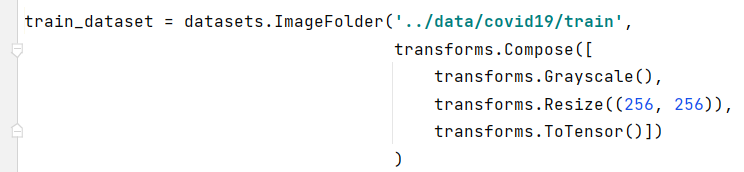 train_dataset = datasets.ImageFolder('../data/covid19/train',
transforms.Compose([
transforms.Grayscale(),
transforms.Resize((256, 256)),
transforms.ToTensor()])
)